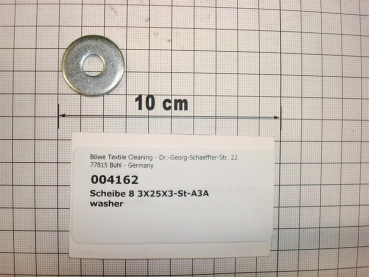 10 cm
Böwe Textile Cleaning - Dr.-Georg-Schaeffler-Str. 22
77815 Bühl - Germany
004162
Scheibe 8 3X25X3-St-A3A
washer